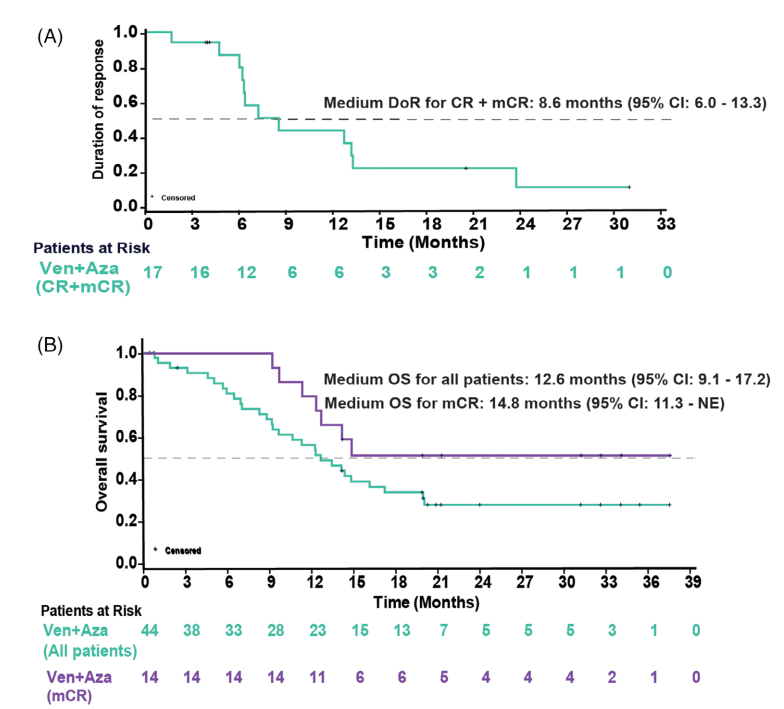 (A)
Duration of response
1.0
0.8
0.6
0.4
0.2
0.0
Medium DoR for CR + mCR: 8.6 months (95% CI: 6.0 - 13.3)
Censored
0 3 6 9 12 15 18 21 24 27 30 33
Time (Months)
Patients at Risk
Ven+Aza
(CR+mCR)
17 16 12 6 6 3 3 2 1 1 1 0
(B)
Overall survival
1.0
0.8
0.6
0.4
0.2
0.0
Medium OS for all patients: 12.6 months (95% CI: 9.1 - 17.2)
Medium OS for mCR: 14.8 months (95% CI: 11.3 - NE)
Censored
0 3 6 9 12 15 18 21 24 27 30 33 36 39
Time (Months)
Patients at Risk
Ven+Aza
(All patients)
44 38 33 28 23 15 13 7 5 5 5 3 1 0
Ven+Aza
(mCR)
14 14 14 14 11 6 6 5 4 4 4 2 1 0